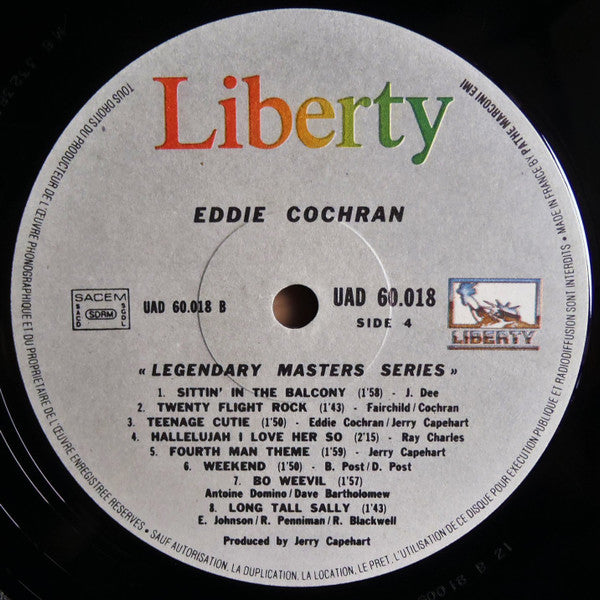 Liberty
EDDIE COCHRAN
SACEM
SACD
SDRM
SGDL
UAD 60.018 B
UAD 60.018
SIDE 4
LIBERTY
« LEGENDARY MASTERS SERIES »
1. SITTIN' IN THE BALCONY (1'58) - J. Dee
2. TWENTY FLIGHT ROCK (1'43) - Fairchild/Cochran
3. TEENAGE CUTIE (1'50) - Eddie Cochran/Jerry Capehart
4. HALLELUJAH I LOVE HER SO (2'15) - Ray Charles
5. FOURTH MAN THEME (1'59) - Jerry Capehart
6. WEEKEND (1'50) - B. Post/D. Post
7. BO WEEVIL (1'57)
Antoine Domino/Dave Bartholomew
8. LONG TALL SALLY (1'43)
E. Johnson/R. Penniman/R. Blackwell
Produced by Jerry Capehart
TOUS DROITS DU PRODUCTEUR DE L'ŒUVRE PHONOGRAPHIQUE ET DU PROPRIETAIRE DE L'ŒUVRE ENREGISTREE RESERVES • SAUF AUTORISATION, LA DUPLICATION, LA LOCATION, LE PRET, L'UTILISATION DE CE DISQUE POUR EXECUTION PUBLIQUE ET RADIODIFFUSION SONT INTERDITS • MADE IN FRANCE BY PATHE MARCONI EMI